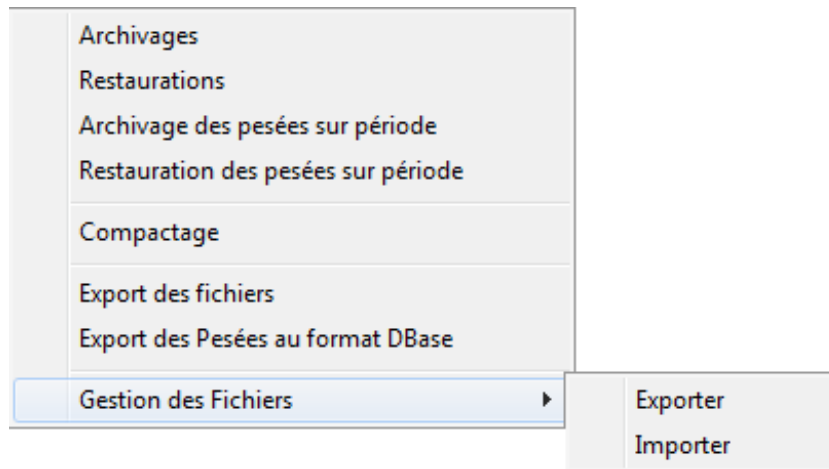 Archivages
Restaurations
Archivage des pesées sur période
Restauration des pesées sur période
Compactage
Export des fichiers
Export des Pesées au format DBase
Gestion des Fichiers
Exporter
Importer